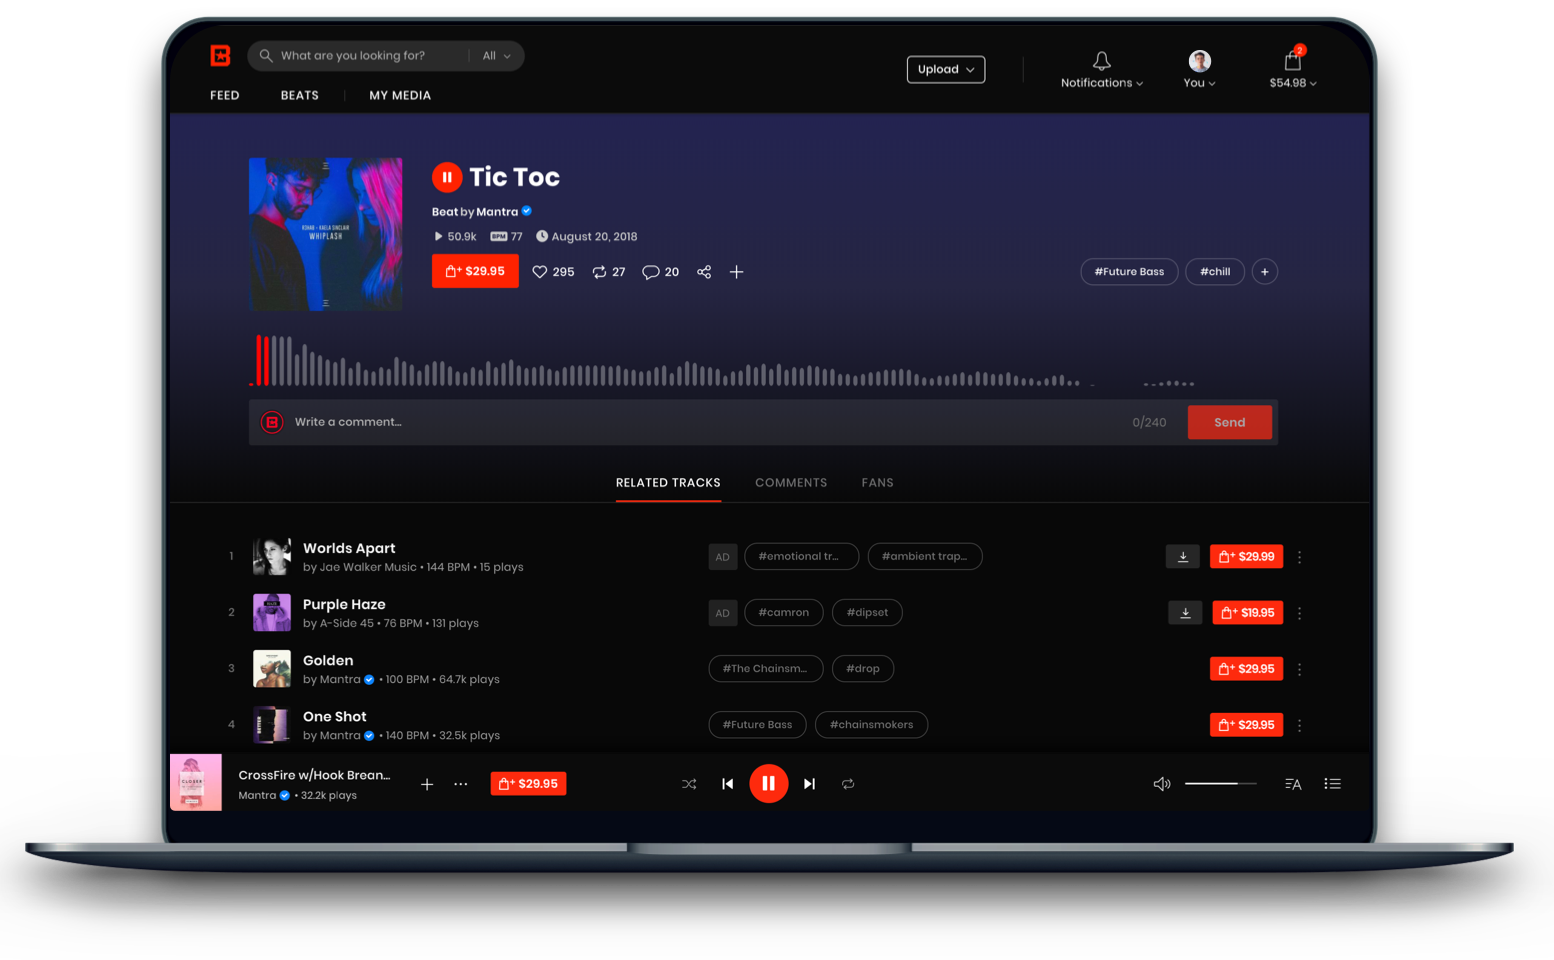 What are you looking for?
All
Upload
Notifications
You
2
$54.98
FEED
BEATS
MY MEDIA
R3HAB × KAELA SINCLAIR
WHIPLASH
Tic Toc
Beat by Mantra
50.9k
BPM 77
August 20, 2018
$29.95
295
27
20
#Future Bass
#chill
+
Write a comment...
0/240
Send
RELATED TRACKS
COMMENTS
FANS
1
Worlds Apart
by Jae Walker Music • 144 BPM • 15 plays
AD
#emotional tr...
#ambient trap...
$29.99
2
Purple Haze
by A-Side 45 • 76 BPM • 131 plays
AD
#camron
#dipset
$19.95
3
Golden
by Mantra • 100 BPM • 64.7k plays
#The Chainsm...
#drop
$29.95
4
BETTER
One Shot
by Mantra • 140 BPM • 32.5k plays
#Future Bass
#chainsmokers
$29.95
CLOSER
CrossFire w/Hook Brean...
Mantra • 32.2k plays
$29.95